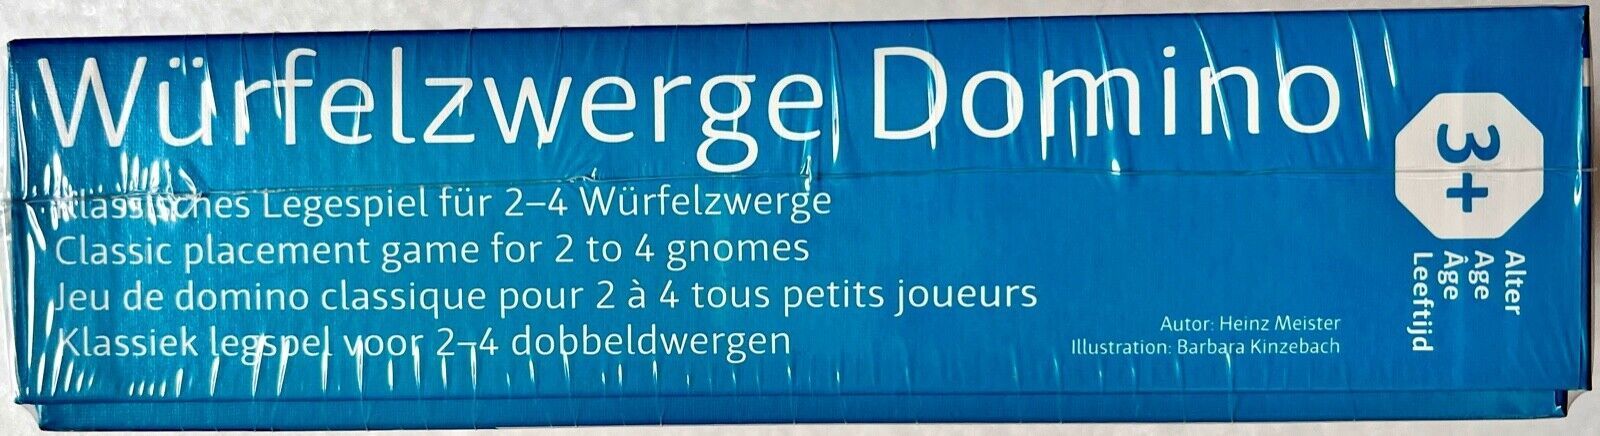 Würfelzwerge Domino
Klassisches Legespiel für 2–4 Würfelzwerge
Classic placement game for 2 to 4 gnomes
Jeu de domino classique pour 2 à 4 tous petits joueurs
Klassiek legspel voor 2–4 dobbeldwergen
Autor: Heinz Meister
Illustration: Barbara Kinzebach
3+
Alter
Age
Âge
Leeftijd